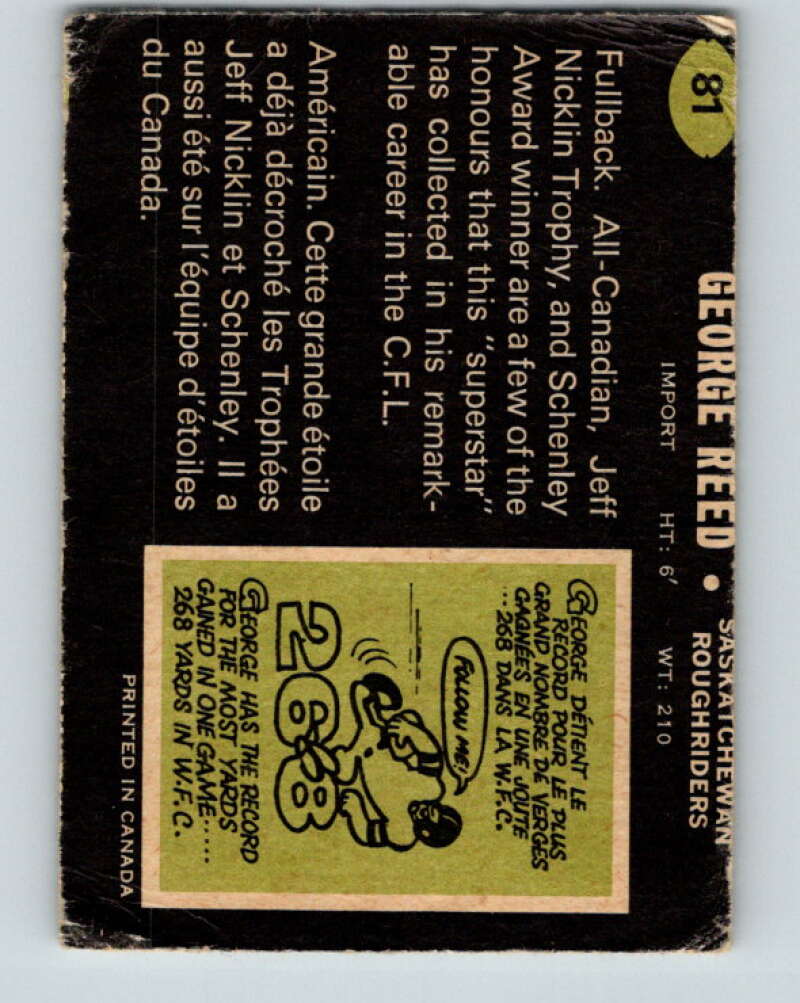 81
GEORGE REED • SASKATCHEWAN
ROUGHRIDERS
IMPORT HT: 6' WT: 210
Fullback. All-Canadian, Jeff
Nicklin Trophy, and Schenley
Award winner are a few of the
honours that this "superstar"
has collected in his remark-
able career in the C.F.L.
Américain. Cette grande étoile
a déjà décroché les Trophées
Jeff Nicklin et Schenley. Il a
aussi été sur l'équipe d'étoiles
du Canada.
GEORGE DÉTIENT LE
RECORD POUR LE PLUS
GRAND NOMBRE DE VERGES
GAGNÉES EN UNE JOUTE
...268 DANS LA W.F.C.
FOLLOW ME!
268
GEORGE HAS THE RECORD
FOR THE MOST YARDS
GAINED IN ONE GAME.....
268 YARDS IN W.F.C.
PRINTED IN CANADA